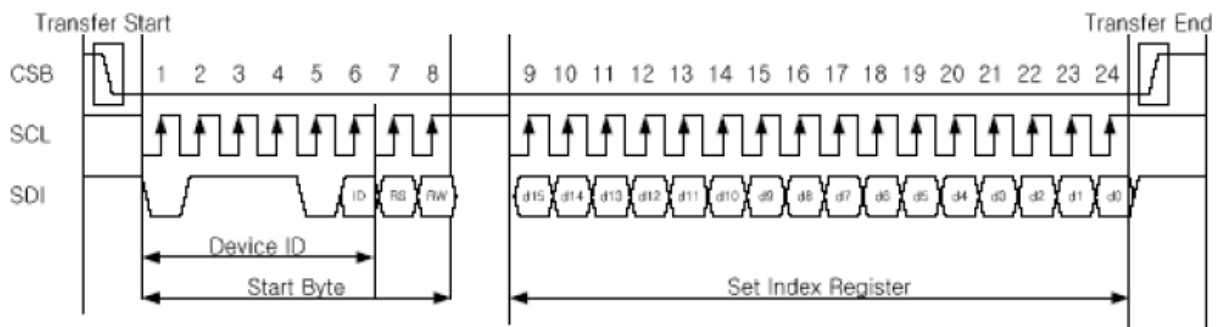 Transfer Start Transfer End
CSB 1 2 3 4 5 6 7 8 9 10 11 12 13 14 15 16 17 18 19 20 21 22 23 24
SCL
SDI ID RS RW d15 d14 d13 d12 d11 d10 d9 d8 d7 d6 d5 d4 d3 d2 d1 d0
Device ID
Start Byte Set Index Register